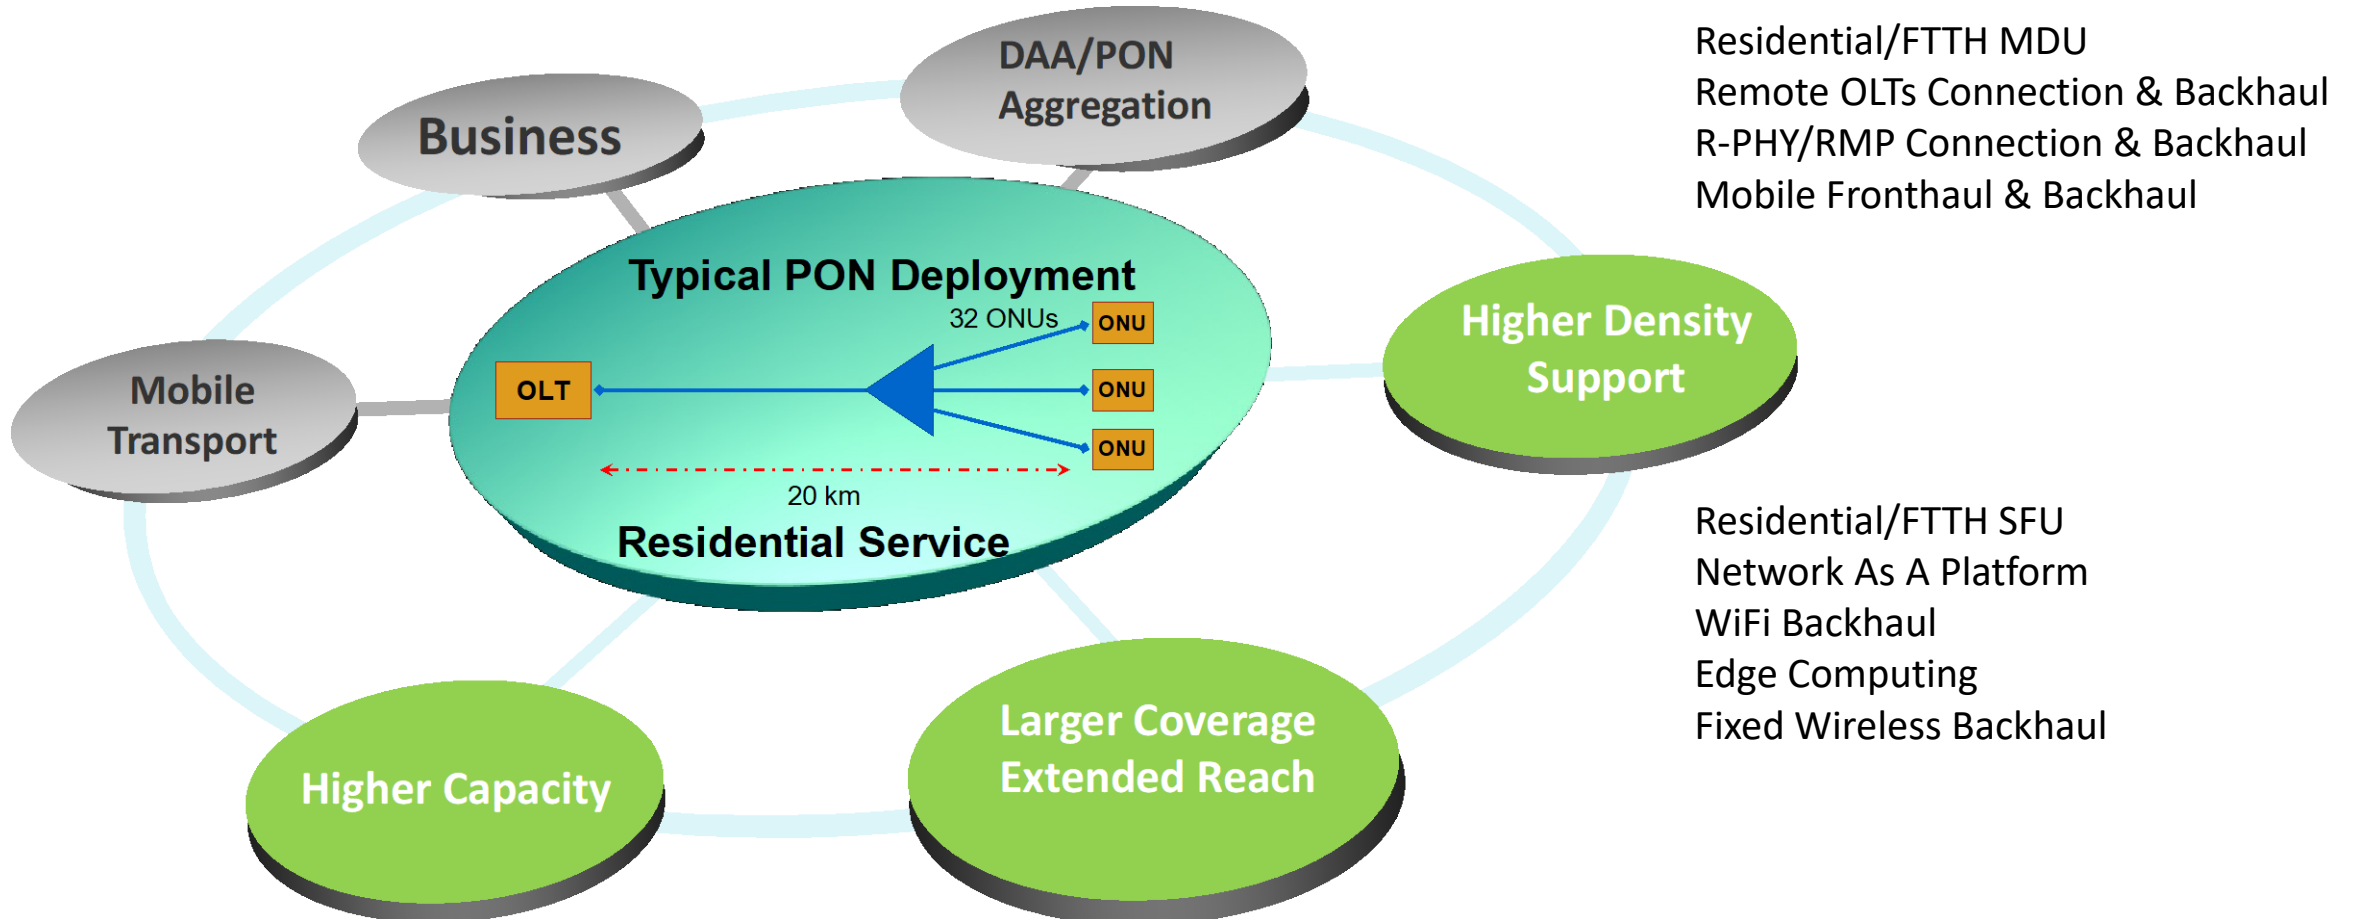 DAA/PON
Aggregation
Business
Mobile
Transport
Typical PON Deployment
32 ONUs
OLT
ONU
ONU
ONU
20 km
Residential Service
Higher Density
Support
Larger Coverage
Extended Reach
Higher Capacity
Residential/FTTH MDU
Remote OLTs Connection & Backhaul
R-PHY/RMP Connection & Backhaul
Mobile Fronthaul & Backhaul
Residential/FTTH SFU
Network As A Platform
WiFi Backhaul
Edge Computing
Fixed Wireless Backhaul